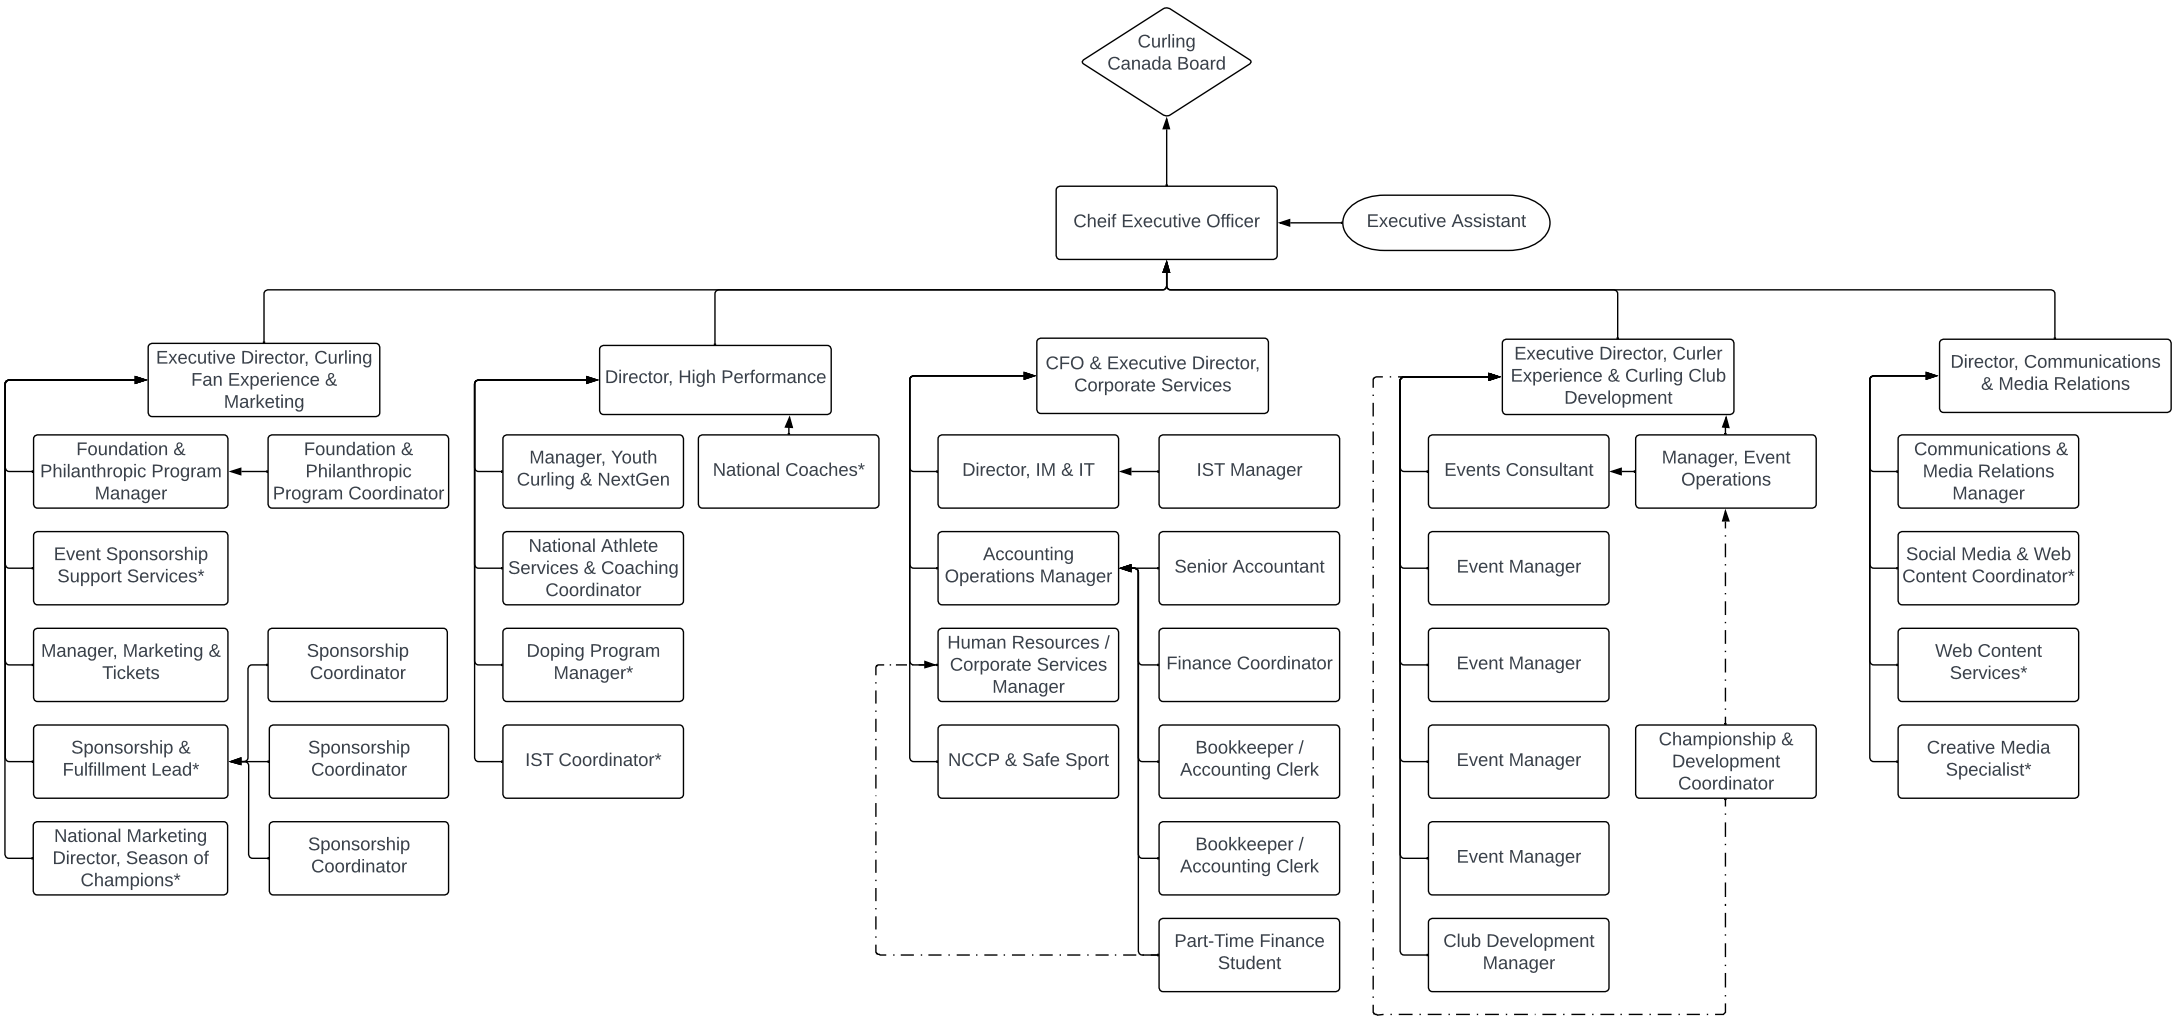 Curling
Canada Board
Cheif Executive Officer
Executive Assistant
Executive Director, Curling
Fan Experience &
Marketing
Foundation &
Philanthropic Program
Manager
Foundation &
Philanthropic
Program Coordinator
Event Sponsorship
Support Services*
Manager, Marketing &
Tickets
Sponsorship
Coordinator
Sponsorship &
Fulfillment Lead*
Sponsorship
Coordinator
National Marketing
Director, Season of
Champions*
Sponsorship
Coordinator
Director, High Performance
Manager, Youth
Curling & NextGen
National Coaches*
National Athlete
Services & Coaching
Coordinator
Doping Program
Manager*
IST Coordinator*
CFO & Executive Director,
Corporate Services
Director, IM & IT
IST Manager
Accounting
Operations Manager
Senior Accountant
Human Resources /
Corporate Services
Manager
Finance Coordinator
NCCP & Safe Sport
Bookkeeper /
Accounting Clerk
Bookkeeper /
Accounting Clerk
Part-Time Finance
Student
Executive Director, Curler
Experience & Curling Club
Development
Events Consultant
Manager, Event
Operations
Event Manager
Event Manager
Event Manager
Championship &
Development
Coordinator
Event Manager
Club Development
Manager
Director, Communications
& Media Relations
Communications &
Media Relations
Manager
Social Media & Web
Content Coordinator*
Web Content
Services*
Creative Media
Specialist*